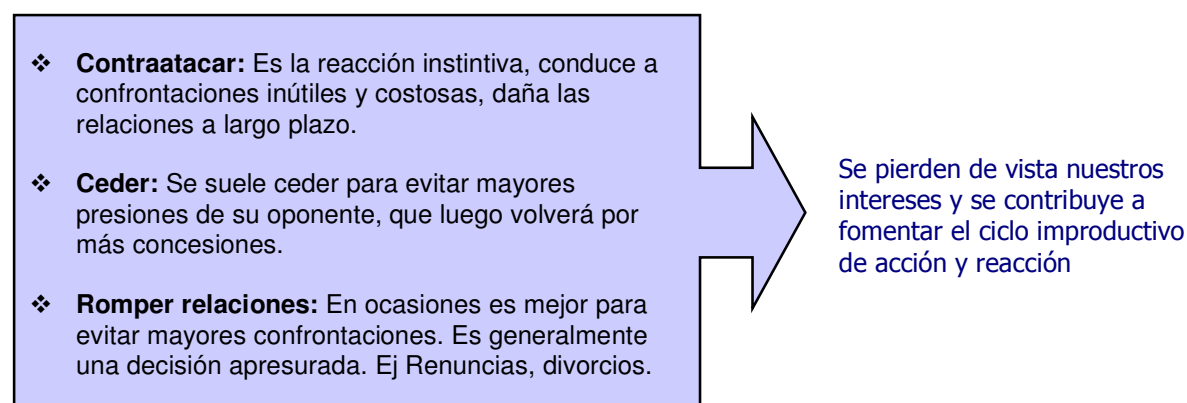 ❖ Contraatacar: Es la reacción instintiva, conduce a
confrontaciones inútiles y costosas, daña las
relaciones a largo plazo.
❖ Ceder: Se suele ceder para evitar mayores
presiones de su oponente, que luego volverá por
más concesiones.
❖ Romper relaciones: En ocasiones es mejor para
evitar mayores confrontaciones. Es generalmente
una decisión apresurada. Ej Renuncias, divorcios.
Se pierden de vista nuestros
intereses y se contribuye a
fomentar el ciclo improductivo
de acción y reacción